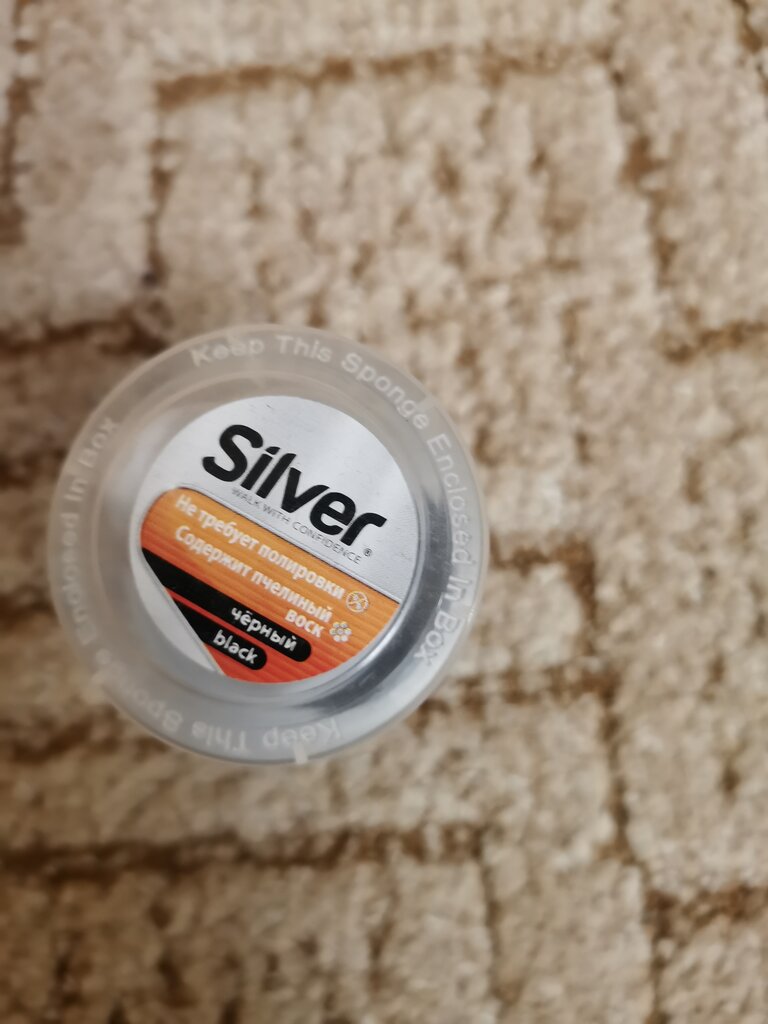 Keep This Sponge Enclosed In Box
Silver®
WALK WITH CONFIDENCE
Не требует полировки
Содержит пчелиный
воск
чёрный
black
Keep This Sponge Enclosed In Box